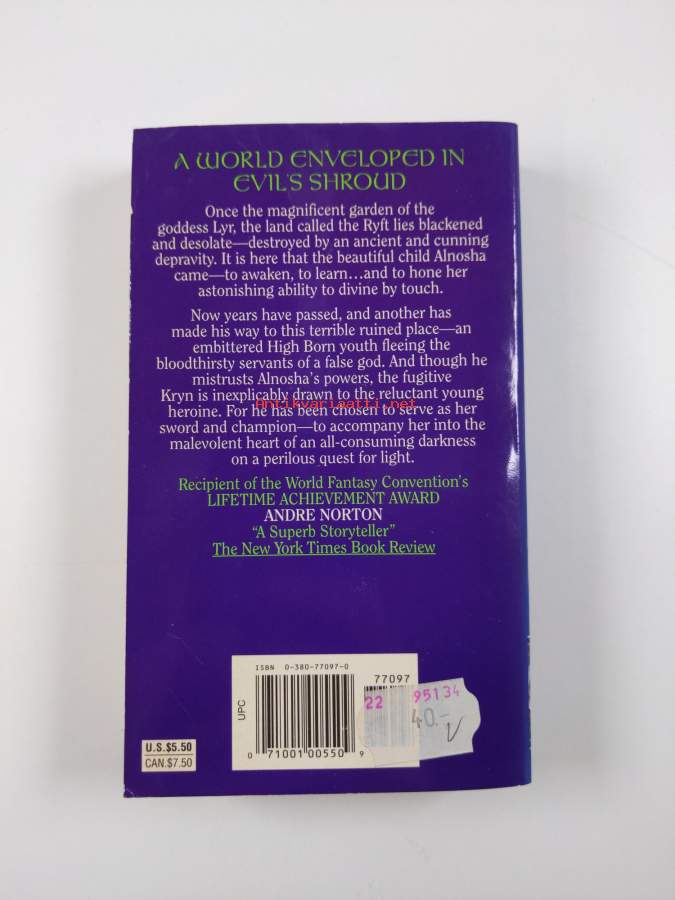 A WORLD ENVELOPED IN
EVIL'S SHROUD
Once the magnificent garden of the
goddess Lyr, the land called the Ryft lies blackened
and desolate—destroyed by an ancient and cunning
depravity. It is here that the beautiful child Alnosha
came—to awaken, to learn...and to hone her
astonishing ability to divine by touch.
Now years have passed, and another has
made his way to this terrible ruined place—an
embittered High Born youth fleeing the
bloodthirsty servants of a false god. And though he
mistrusts Alnosha's powers, the fugitive
Kryn is inexplicably drawn to the reluctant young
Antikvariaatti.net
heroine. For he has been chosen to serve as her
sword and champion—to accompany her into the
malevolent heart of an all-consuming darkness
on a perilous quest for light.
Recipient of the World Fantasy Convention's
LIFETIME ACHIEVEMENT AWARD
ANDRE NORTON
"A Superb Storyteller"
The New York Times Book Review
ISBN 0-380-77097-0
77097
22 95134
40.-
UPC
0 71001 00550 9
U.S.$5.50
CAN.$7.50